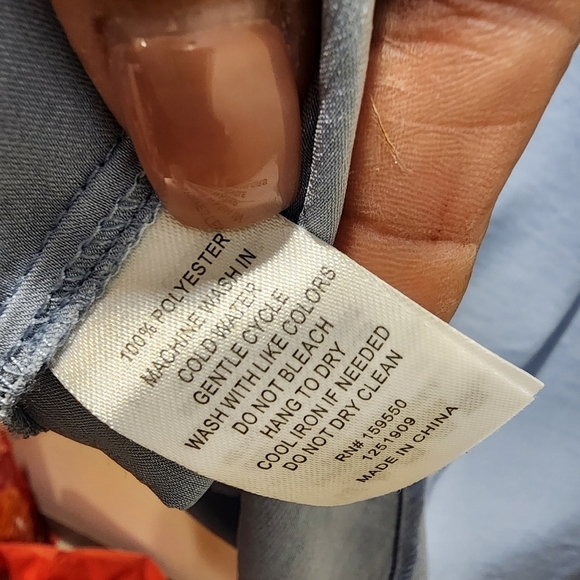 100% POLYESTER
MACHINE WASH IN
COLD WATER
GENTLE CYCLE
WASH WITH LIKE COLORS
DO NOT BLEACH
HANG TO DRY
COOL IRON IF NEEDED
DO NOT DRY CLEAN
RN# 159550
1251909
MADE IN CHINA